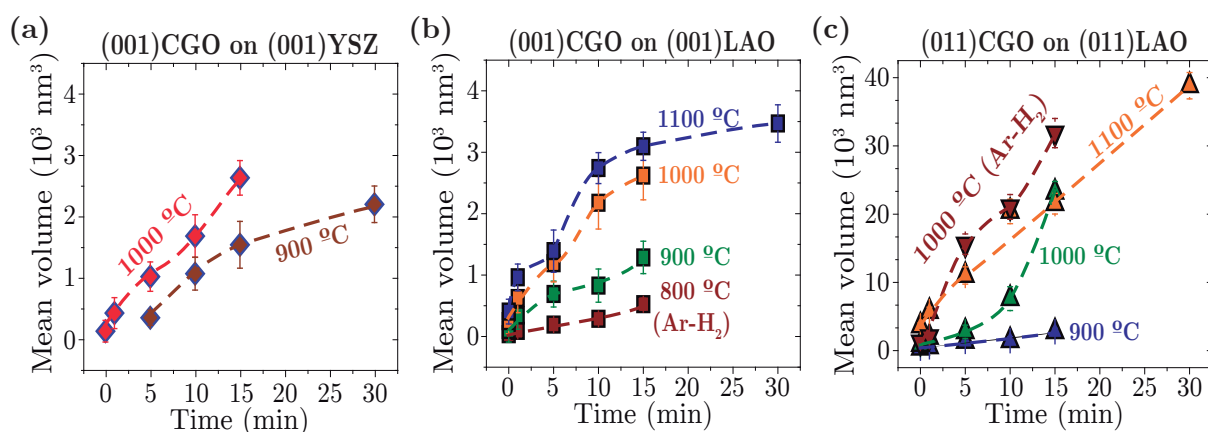 (a)
(001)CGO on (001)YSZ
Mean volume (10³ nm³)
4
3
2
1
0
1000 ºC
900 ºC
0 5 10 15 20 25 30
Time (min)
(b)
(001)CGO on (001)LAO
Mean volume (10³ nm³)
4
3
2
1
0
1100 ºC
1000 ºC
900 ºC
800 ºC
(Ar-H₂)
0 5 10 15 20 25 30
Time (min)
(c)
(011)CGO on (011)LAO
Mean volume (10³ nm³)
40
30
20
10
0
1000 ºC (Ar-H₂)
1100 ºC
1000 ºC
900 ºC
0 5 10 15 20 25 30
Time (min)